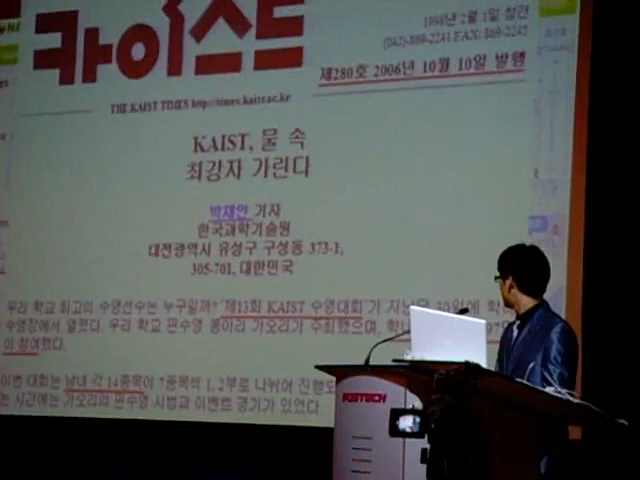 카이스트
1998년 2월 1일 창간
(042)-869-2241 FAX: 869-2242
제280호 2006년 10월 10일 발행
THE KAIST TIMES http://times.kaist.ac.kr
KAIST, 물 속
최강자 가린다
박재연 기자
한국과학기술원
대전광역시 유성구 구성동 373-1,
305-701, 대한민국
우리 학교 최고의 수영선수는 누구일까? '제13회 KAIST 수영대회'가 지난달 30일에 학
수영장에서 열렸다. 우리 학교 핀수영 동아리 가오리가 주최했으며, 학
이 참여했다.
이번 대회는 남녀 각 14종목이 7종목씩 1, 2부로 나뉘어 진행되
는 시간에는 가오리의 핀수영 시범과 이벤트 경기가 있었다
POSTECH